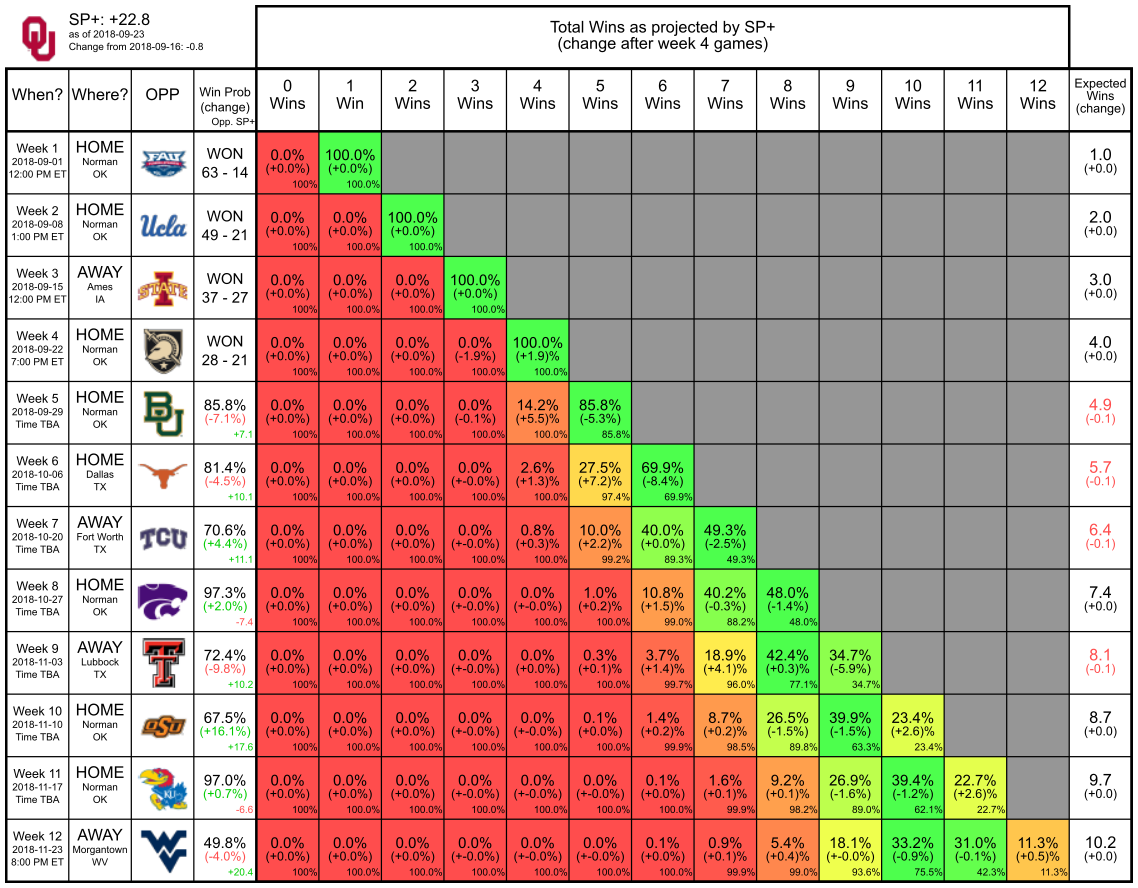 SP+: +22.8
as of 2018-09-23
Change from 2018-09-16: -0.8
Total Wins as projected by SP+
(change after week 4 games)
When? Where? OPP Win Prob (change) Opp. SP+ 0 Wins 1 Win 2 Wins 3 Wins 4 Wins 5 Wins 6 Wins 7 Wins 8 Wins 9 Wins 10 Wins 11 Wins 12 Wins Expected Wins (change)
Week 1 HOME WON 0.0% 100.0% 1.0
2018-09-01 Norman FAU 63 - 14 (+0.0%) (+0.0%) (+0.0)
12:00 PM ET OK 100% 100.0%
Week 2 HOME WON 0.0% 0.0% 100.0% 2.0
2018-09-08 Norman Ucla 49 - 21 (+0.0%) (+0.0%) (+0.0%) (+0.0)
1:00 PM ET OK 100% 100.0% 100.0%
Week 3 AWAY WON 0.0% 0.0% 0.0% 100.0% 3.0
2018-09-15 Ames I STATE 37 - 27 (+0.0%) (+0.0%) (+0.0%) (+0.0%) (+0.0)
12:00 PM ET IA 100% 100.0% 100.0% 100.0%
Week 4 HOME WON 0.0% 0.0% 0.0% 0.0% 100.0% 4.0
2018-09-22 Norman 28 - 21 (+0.0%) (+0.0%) (+0.0%) (-1.9%) (+1.9)% (+0.0)
7:00 PM ET OK 100% 100.0% 100.0% 100.0% 100.0%
Week 5 HOME 85.8% 0.0% 0.0% 0.0% 0.0% 14.2% 85.8% 4.9
2018-09-29 Norman BU (-7.1%) (+0.0%) (+0.0%) (+0.0%) (-0.1%) (+5.5)% (-5.3%) (-0.1)
Time TBA OK +7.1 100% 100.0% 100.0% 100.0% 100.0% 85.8%
Week 6 HOME 81.4% 0.0% 0.0% 0.0% 0.0% 2.6% 27.5% 69.9% 5.7
2018-10-06 Dallas (-4.5%) (+0.0%) (+0.0%) (+0.0%) (+-0.0%) (+1.3)% (+7.2)% (-8.4%) (-0.1)
Time TBA TX +10.1 100% 100.0% 100.0% 100.0% 100.0% 97.4% 69.9%
Week 7 AWAY 70.6% 0.0% 0.0% 0.0% 0.0% 0.8% 10.0% 40.0% 49.3% 6.4
2018-10-20 Fort Worth TCU (+4.4%) (+0.0%) (+0.0%) (+0.0%) (+-0.0%) (+0.3)% (+2.2)% (+0.0)% (-2.5%) (-0.1)
Time TBA TX +11.1 100% 100.0% 100.0% 100.0% 100.0% 99.2% 89.3% 49.3%
Week 8 HOME 97.3% 0.0% 0.0% 0.0% 0.0% 0.0% 1.0% 10.8% 40.2% 48.0% 7.4
2018-10-27 Norman (+2.0%) (+0.0%) (+0.0%) (+0.0%) (+-0.0%) (+-0.0%) (+0.2)% (+1.5)% (-0.3%) (-1.4%) (+0.0)
Time TBA OK -7.4 100% 100.0% 100.0% 100.0% 100.0% 100.0% 99.0% 88.2% 48.0%
Week 9 AWAY 72.4% 0.0% 0.0% 0.0% 0.0% 0.0% 0.3% 3.7% 18.9% 42.4% 34.7% 8.1
2018-11-03 Lubbock T (-9.8%) (+0.0%) (+0.0%) (+0.0%) (+-0.0%) (+-0.0%) (+0.1)% (+1.4)% (+4.1)% (+0.3)% (-5.9%) (-0.1)
Time TBA TX +10.2 100% 100.0% 100.0% 100.0% 100.0% 100.0% 99.7% 96.0% 77.1% 34.7%
Week 10 HOME 67.5% 0.0% 0.0% 0.0% 0.0% 0.0% 0.1% 1.4% 8.7% 26.5% 39.9% 23.4% 8.7
2018-11-10 Norman OSU (+16.1%) (+0.0%) (+0.0%) (+0.0%) (+0.0%) (+-0.0%) (+0.0)% (+0.2)% (+0.2)% (-1.5%) (-1.5%) (+2.6)% (+0.0)
Time TBA OK +17.6 100% 100.0% 100.0% 100.0% 100.0% 100.0% 99.9% 98.5% 89.8% 63.3% 23.4%
Week 11 HOME 97.0% 0.0% 0.0% 0.0% 0.0% 0.0% 0.0% 0.1% 1.6% 9.2% 26.9% 39.4% 22.7% 9.7
2018-11-17 Norman KU (+0.7%) (+0.0%) (+0.0%) (+0.0%) (+0.0%) (+-0.0%) (+-0.0%) (+0.0)% (+0.1)% (+0.1)% (-1.6%) (-1.2%) (+2.6)% (+0.0)
Time TBA OK -6.6 100% 100.0% 100.0% 100.0% 100.0% 100.0% 100.0% 99.9% 98.2% 89.0% 62.1% 22.7%
Week 12 AWAY 49.8% 0.0% 0.0% 0.0% 0.0% 0.0% 0.0% 0.1% 0.9% 5.4% 18.1% 33.2% 31.0% 11.3% 10.2
2018-11-23 Morgantown WV (-4.0%) (+0.0%) (+0.0%) (+0.0%) (+0.0%) (+-0.0%) (+-0.0%) (+0.0)% (+0.1)% (+0.4)% (+-0.0%) (-0.9%) (-0.1%) (+0.5)% (+0.0)
8:00 PM ET WV +20.4 100% 100.0% 100.0% 100.0% 100.0% 100.0% 100.0% 99.9% 99.0% 93.6% 75.5% 42.3% 11.3%